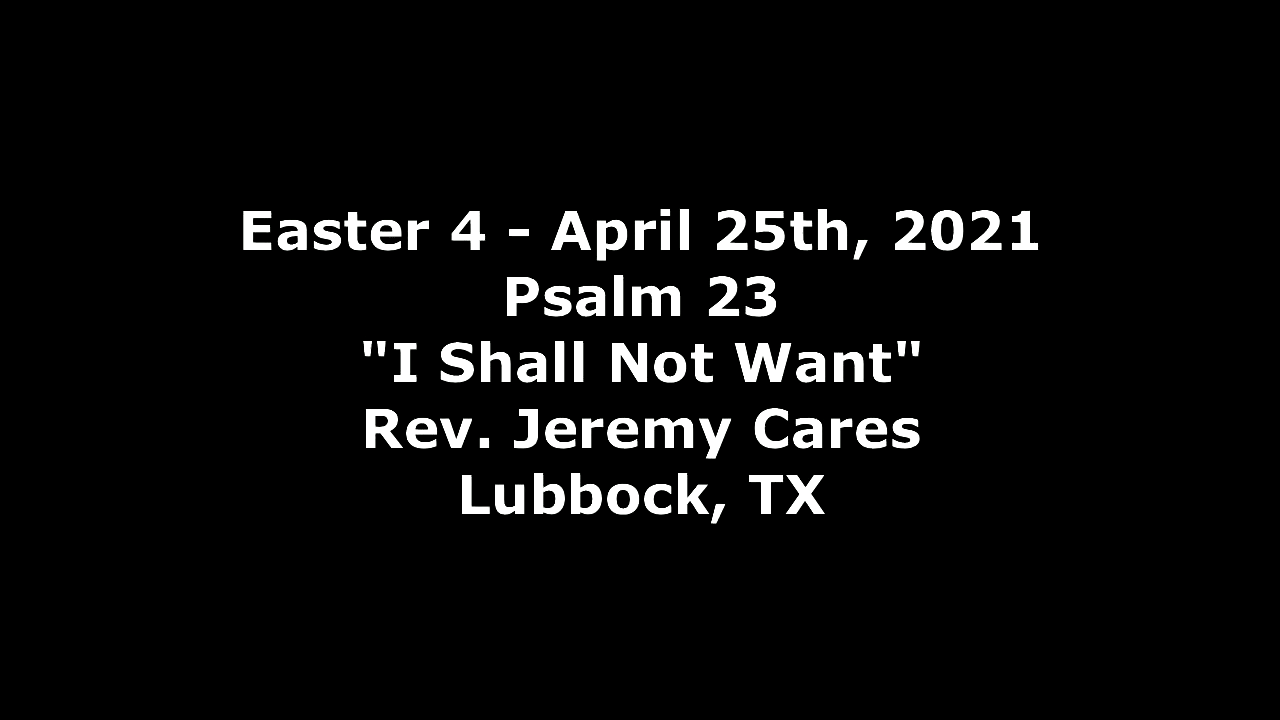 Easter 4 - April 25th, 2021
Psalm 23
"I Shall Not Want"
Rev. Jeremy Cares
Lubbock, TX